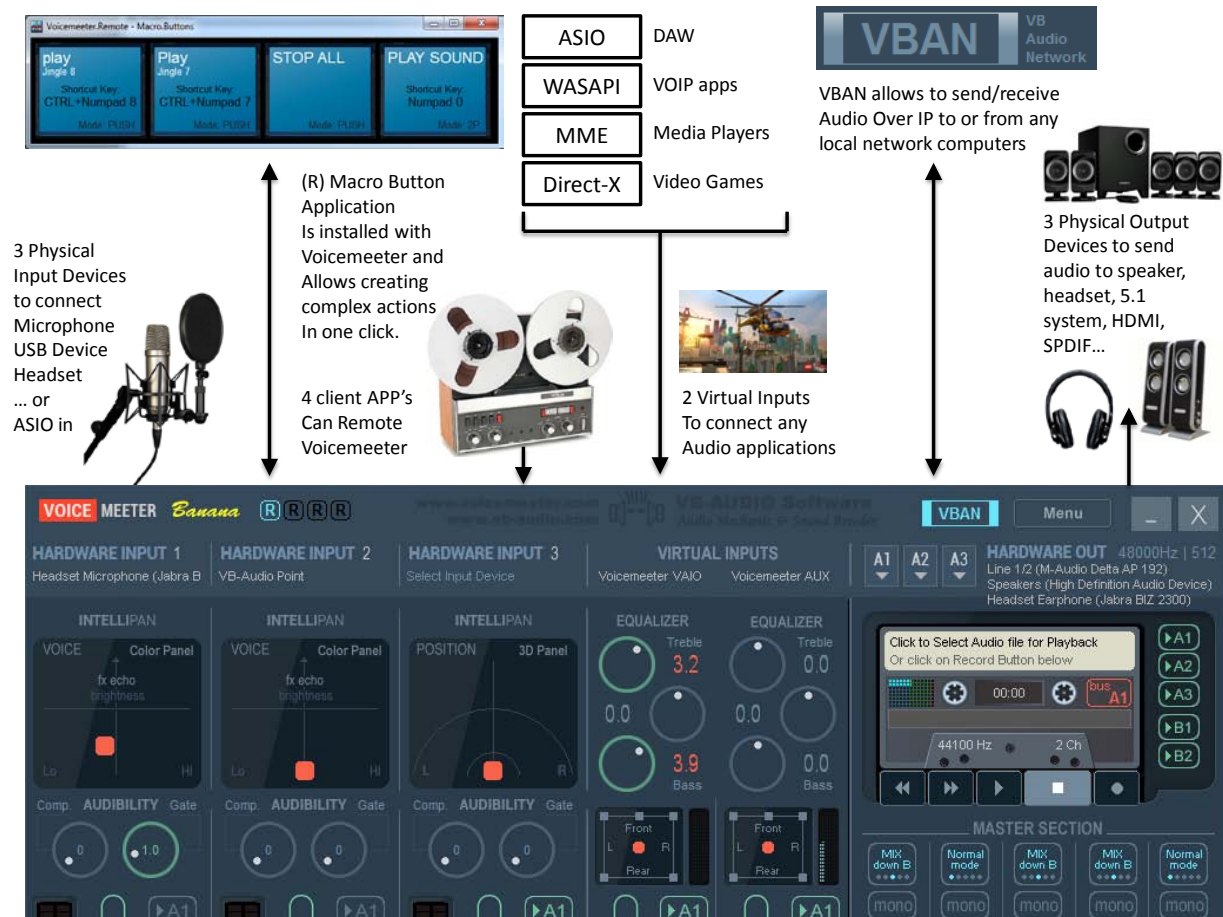 Voicemeeter.Remote - Macro.Buttons
play
Jingle 8
Shortcut Key:
CTRL+Numpad 8
Mode: PUSH
Play
Jingle 7
Shortcut Key:
CTRL+Numpad 7
Mode: PUSH
STOP ALL
Mode: PUSH
PLAY SOUND
Shortcut Key:
Numpad 0
Mode: 2P
ASIO DAW
WASAPI VOIP apps
MME Media Players
Direct-X Video Games
VBAN
VB
Audio
Network
VBAN allows to send/receive
Audio Over IP to or from any
local network computers
(R) Macro Button
Application
Is installed with
Voicemeeter and
Allows creating
complex actions
In one click.
3 Physical
Input Devices
to connect
Microphone
USB Device
Headset
… or
ASIO in
3 Physical Output
Devices to send
audio to speaker,
headset, 5.1
system, HDMI,
SPDIF…
4 client APP's
Can Remote
Voicemeeter
2 Virtual Inputs
To connect any
Audio applications
VOICE MEETER Banana R R R R
www.voicemeeter.com
www.vb-audio.com
VB-AUDIO Software
Audio Mechanic & Sound Breeder
VBAN Menu _ X
HARDWARE INPUT 1
Headset Microphone (Jabra B
HARDWARE INPUT 2
VB-Audio Point
HARDWARE INPUT 3
Select Input Device
VIRTUAL INPUTS
Voicemeeter VAIO Voicemeeter AUX
A1 A2 A3
HARDWARE OUT 48000Hz | 512
Line 1/2 (M-Audio Delta AP 192)
Speakers (High Definition Audio Device)
Headset Earphone (Jabra BIZ 2300)
INTELLIPAN
VOICE Color Panel
fx echo
brightness
Lo Hi
INTELLIPAN
VOICE Color Panel
fx echo
brightness
Lo Hi
INTELLIPAN
POSITION 3D Panel
L R
EQUALIZER
Treble
3.2
0.0
3.9
Bass
EQUALIZER
Treble
0.0
0.0
0.0
Bass
Click to Select Audio file for Playback
Or click on Record Button below
00:00
bus
A1
44100 Hz 2 Ch
A1
A2
A3
B1
B2
Comp. AUDIBILITY Gate
0 1.0
Comp. AUDIBILITY Gate
0 0
Comp. AUDIBILITY Gate
0 0
Front
L R
Rear
Front
L R
Rear
MASTER SECTION
MIX
down B
Normal
mode
MIX
down B
MIX
down B
Normal
mode
mono mono mono mono mono
A1 A1 A1 A1 A1